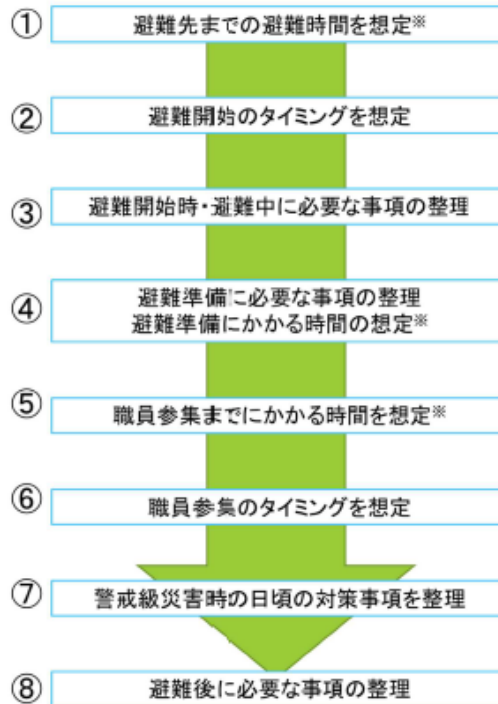 ① 避難先までの避難時間を想定※
② 避難開始のタイミングを想定
③ 避難開始時・避難中に必要な事項の整理
④ 避難準備に必要な事項の整理
避難準備にかかる時間の想定※
⑤ 職員参集までにかかる時間を想定※
⑥ 職員参集のタイミングを想定
⑦ 警戒級災害時の日頃の対策事項を整理
⑧ 避難後に必要な事項の整理